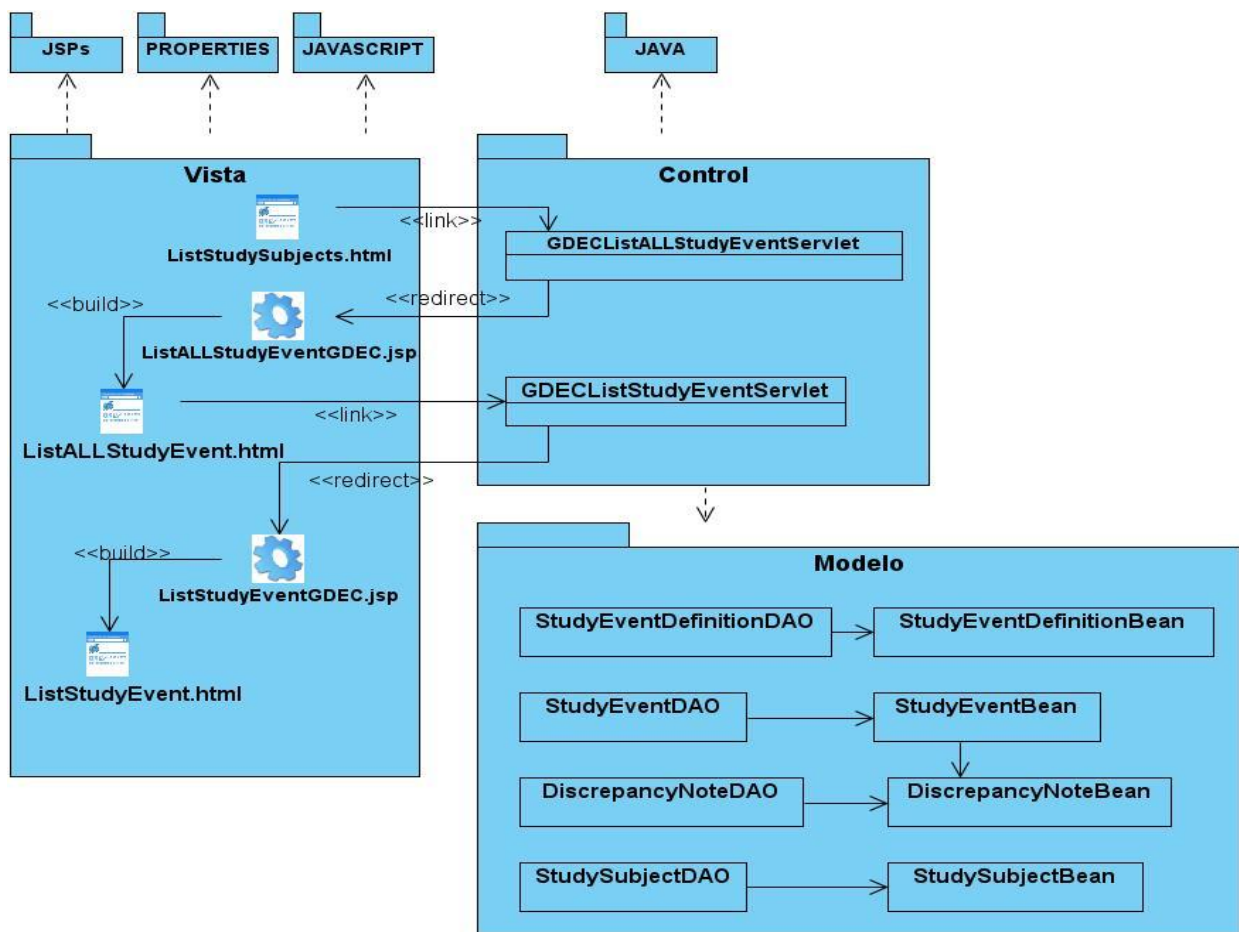 JSPs
PROPERTIES
JAVASCRIPT
JAVA
Vista
Control
<<link>>
ListStudySubjects.html
GDECListALLStudyEventServlet
<<build>>
<<redirect>>
ListALLStudyEventGDEC.jsp
GDECListStudyEventServlet
<<link>>
ListALLStudyEvent.html
<<redirect>>
<<build>>
ListStudyEventGDEC.jsp
ListStudyEvent.html
Modelo
StudyEventDefinitionDAO
StudyEventDefinitionBean
StudyEventDAO
StudyEventBean
DiscrepancyNoteDAO
DiscrepancyNoteBean
StudySubjectDAO
StudySubjectBean